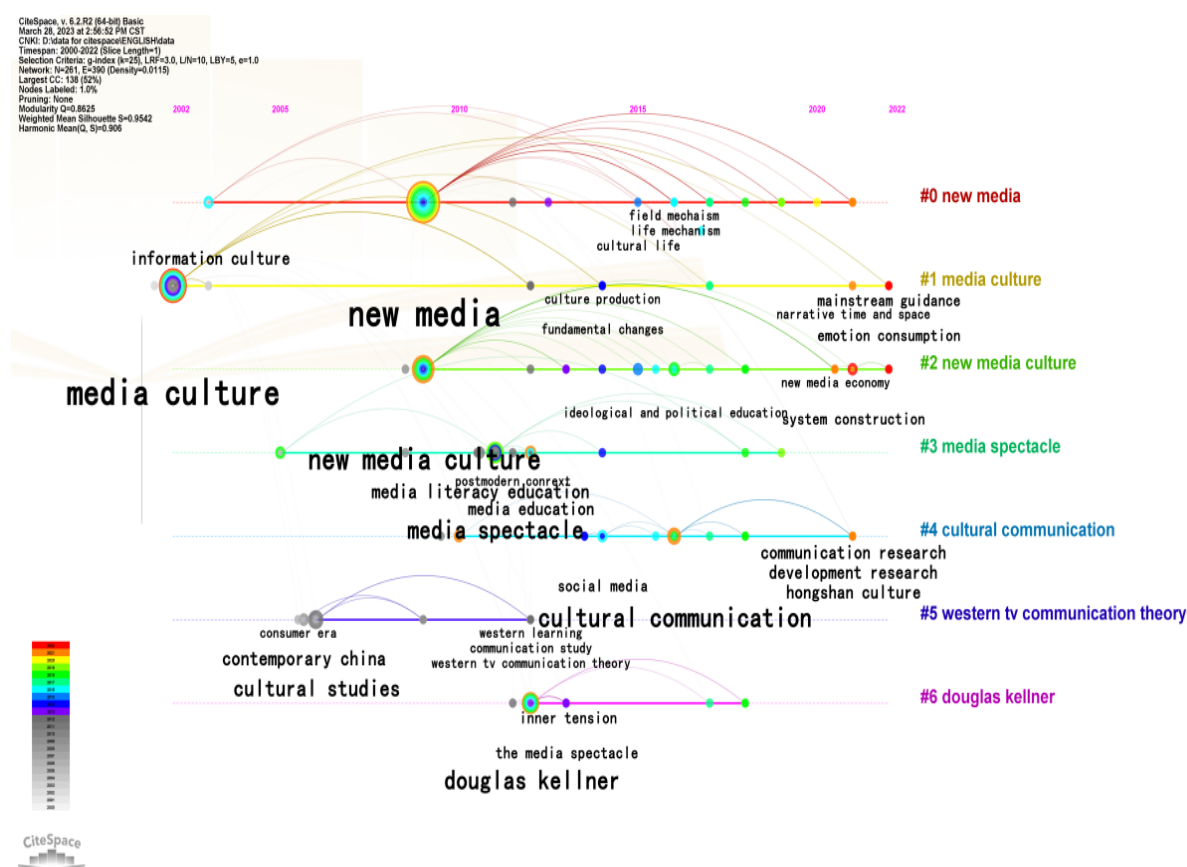 CiteSpace, v. 6.2.R2 (64-bit) Basic
March 28, 2023 at 2:56:52 PM CST
CNKI: D:\data for citespace\ENGLISH\data
Timespan: 2000-2022 (Slice Length=1)
Selection Criteria: g-index (k=25), LRF=3.0, L/N=10, LBY=5, e=1.0
Network: N=261, E=390 (Density=0.0115)
Largest CC: 138 (52%)
Nodes Labeled: 1.0%
Pruning: None
Modularity Q=0.8625
Weighted Mean Silhouette S=0.9542
Harmonic Mean(Q, S)=0.906
2002 2005 2010 2015 2020 2022
#0 new media
field mechaism
life mechanism
cultural life
information culture
#1 media culture
culture production
mainstream guidance
new media
narrative time and space
fundamental changes
emotion consumption
#2 new media culture
new media economy
media culture
ideological and political education
system construction
#3 media spectacle
new media culture
postmodern conrext
media literacy education
media education
media spectacle
#4 cultural communication
communication research
development research
hongshan culture
social media
cultural communication
#5 western tv communication theory
consumer era
western learning
communication study
contemporary china
western tv communication theory
cultural studies
#6 douglas kellner
inner tension
the media spectacle
douglas kellner
CiteSpace